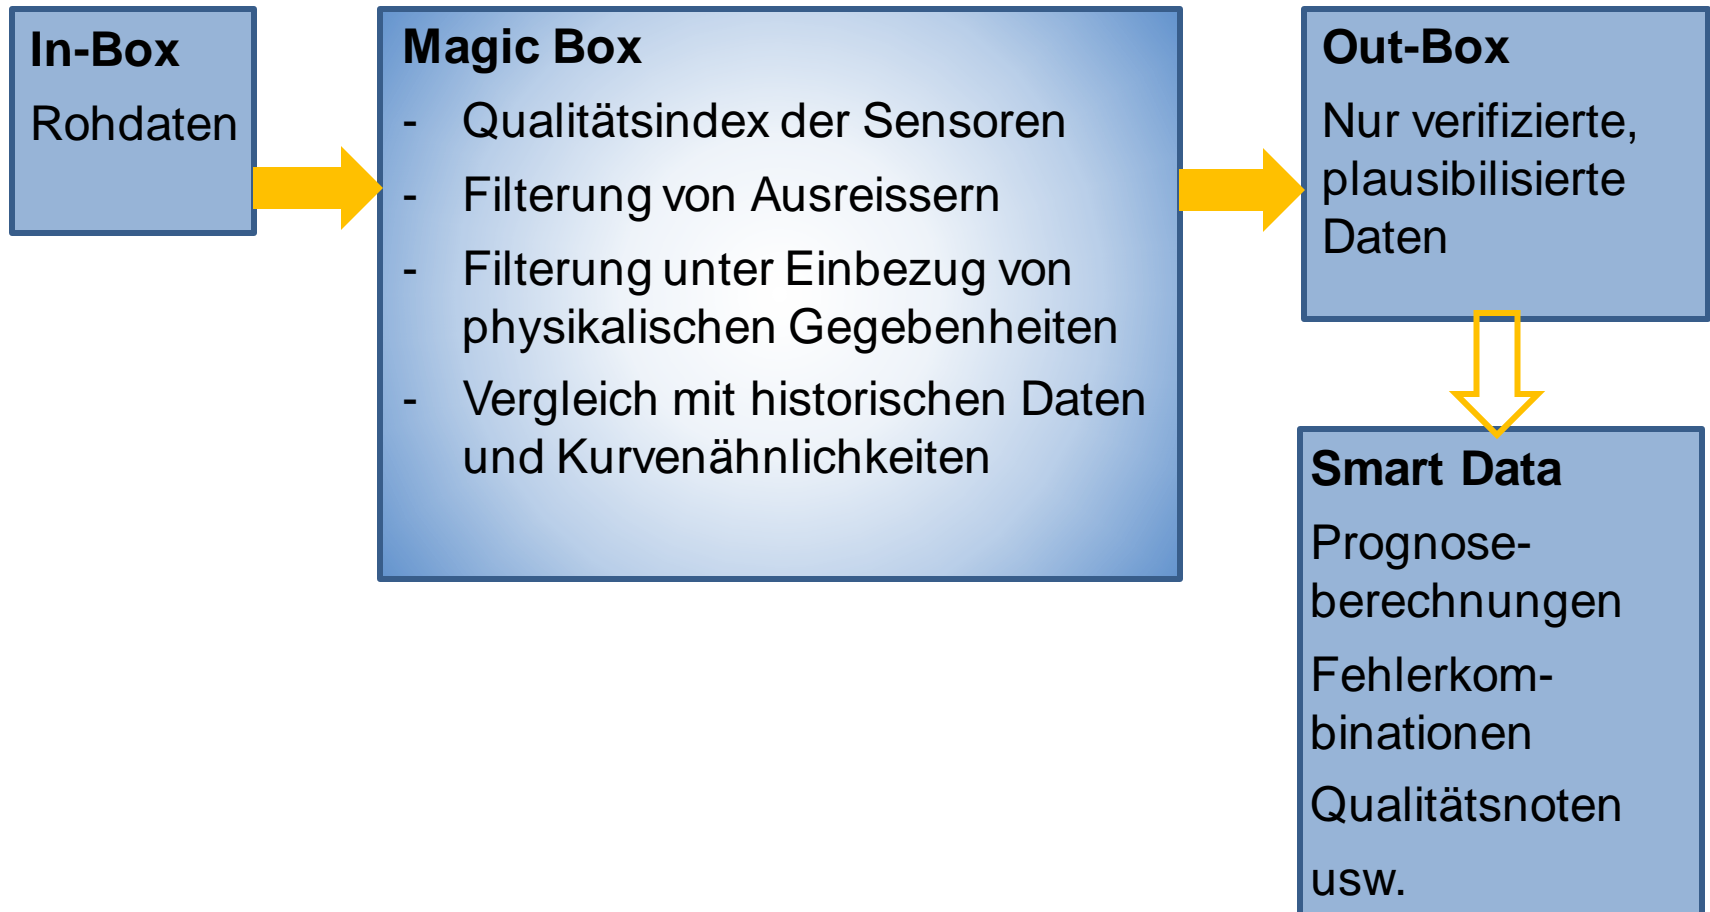 In-Box
Rohdaten
Magic Box
- Qualitätsindex der Sensoren
- Filterung von Ausreissern
- Filterung unter Einbezug von
physikalischen Gegebenheiten
- Vergleich mit historischen Daten
und Kurvenähnlichkeiten
Out-Box
Nur verifizierte,
plausibilisierte
Daten
Smart Data
Prognose-
berechnungen
Fehlerkom-
binationen
Qualitätsnoten
usw.